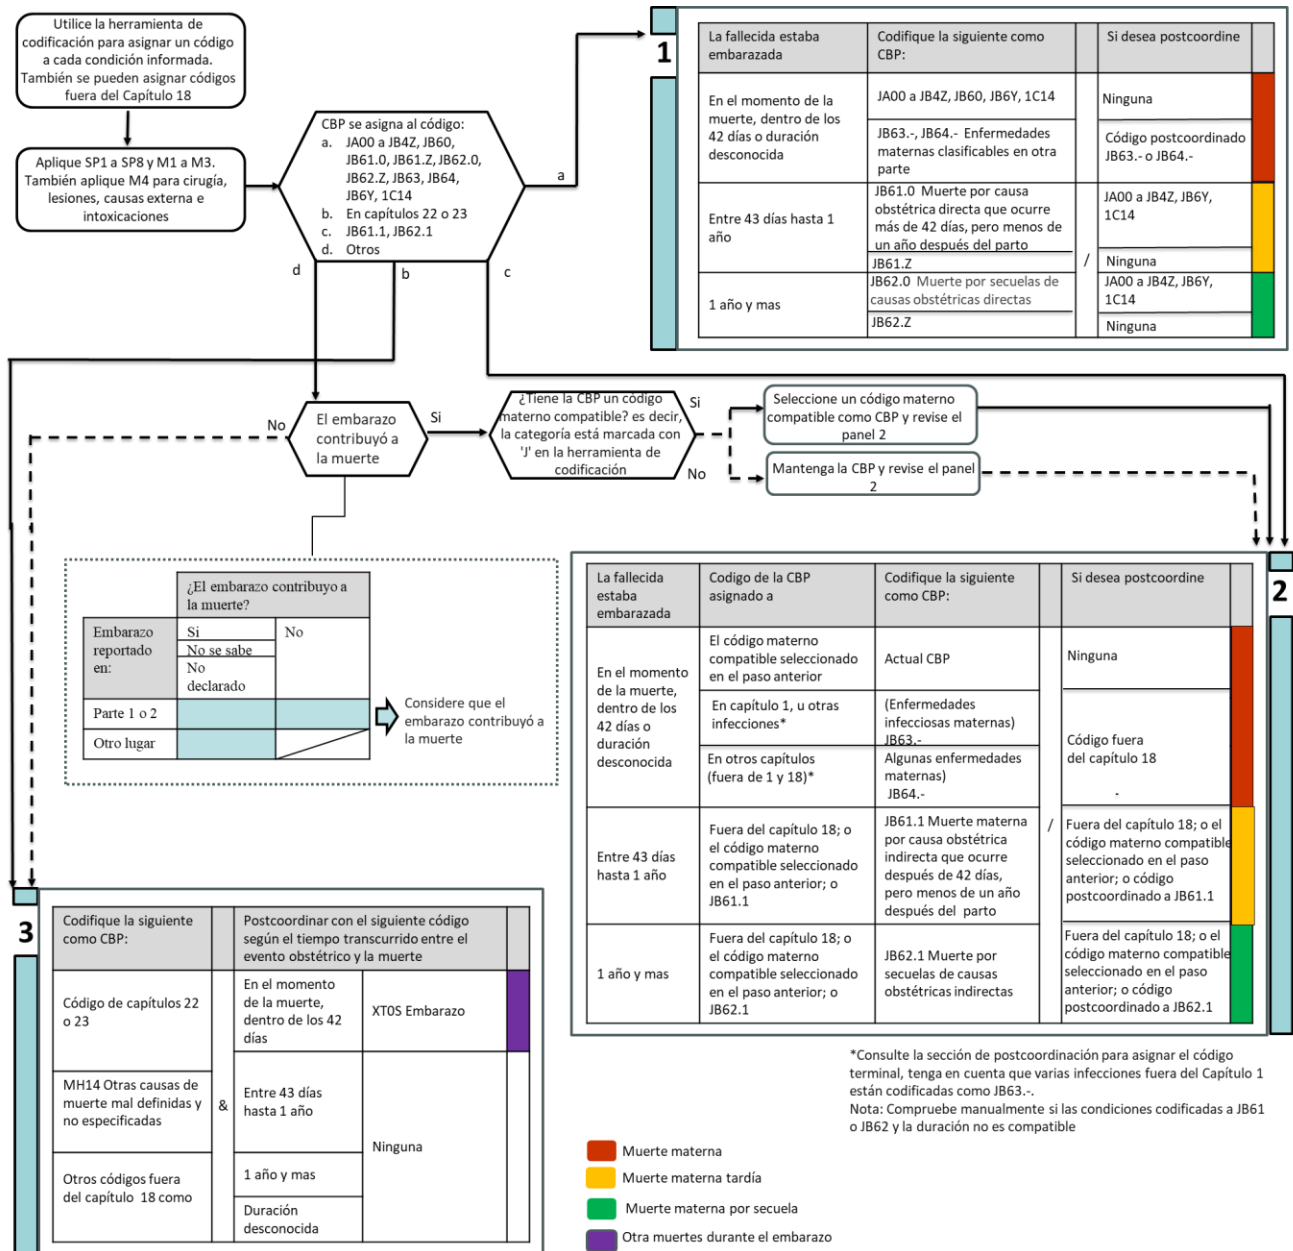 Utilice la herramienta de
codificación para asignar un código
a cada condición informada.
También se pueden asignar códigos
fuera del Capítulo 18
Aplique SP1 a SP8 y M1 a M3.
También aplique M4 para cirugía,
lesiones, causas externa e
intoxicaciones
CBP se asigna al código:
a. JA00 a JB4Z, JB60,
JB61.0, JB61.Z, JB62.0,
JB62.Z, JB63, JB64,
JB6Y, 1C14
b. En capítulos 22 o 23
c. JB61.1, JB62.1
d. Otros
a
d
b
c
1
La fallecida estaba
embarazada
Codifique la siguiente como
CBP:
Si desea postcoordine
En el momento de la
muerte, dentro de los
42 días o duración
desconocida
JA00 a JB4Z, JB60, JB6Y, 1C14
Ninguna
JB63.-, JB64.- Enfermedades
maternas clasificables en otra
parte
Código postcoordinado
JB63.- o JB64.-
Entre 43 días hasta 1
año
JB61.0 Muerte por causa
obstétrica directa que ocurre
más de 42 días, pero menos de
un año después del parto
JA00 a JB4Z, JB6Y,
1C14
JB61.Z
/
Ninguna
1 año y mas
JB62.0 Muerte por secuelas de
causas obstétricas directas
JA00 a JB4Z, JB6Y,
1C14
JB62.Z
Ninguna
No
El embarazo
contribuyó a
la muerte
Si
¿Tiene la CBP un código
materno compatible? es decir,
la categoría está marcada con
'J' en la herramienta de
codificación
Si
No
Seleccione un código materno
compatible como CBP y revise el
panel 2
Mantenga la CBP y revise el panel
2
¿El embarazo contribuyo a
la muerte?
Embarazo
reportado
en:
Si
No se sabe
No
declarado
No
Parte 1 o 2
Otro lugar
Considere que el
embarazo contribuyó a
la muerte
2
La fallecida
estaba
embarazada
Codigo de la CBP
asignado a
Codifique la siguiente
como CBP:
Si desea postcoordine
En el momento
de la muerte,
dentro de los
42 días o
duración
desconocida
El código materno
compatible seleccionado
en el paso anterior
Actual CBP
Ninguna
En capítulo 1, u otras
infecciones*
(Enfermedades
infecciosas maternas)
JB63.-
Código fuera
del capítulo 18
-
En otros capítulos
(fuera de 1 y 18)*
Algunas enfermedades
maternas)
JB64.-
Entre 43 días
hasta 1 año
Fuera del capítulo 18; o
el código materno
compatible seleccionado
en el paso anterior; o
JB61.1
JB61.1 Muerte materna
por causa obstétrica
indirecta que ocurre
después de 42 días,
pero menos de un año
después del parto
/
Fuera del capítulo 18; o el
código materno compatible
seleccionado en el paso
anterior; o código
postcoordinado a JB61.1
1 año y mas
Fuera del capítulo 18; o
el código materno
compatible seleccionado
en el paso anterior; o
JB62.1
JB62.1 Muerte por
secuelas de causas
obstétricas indirectas
Fuera del capítulo 18; o el
código materno compatible
seleccionado en el paso
anterior; o código
postcoordinado a JB62.1
3
Codifique la siguiente
como CBP:
Postcoordinar con el siguiente código
según el tiempo transcurrido entre el
evento obstétrico y la muerte
Código de capítulos 22
o 23
En el momento
de la muerte,
dentro de los 42
días
XT0S Embarazo
MH14 Otras causas de
muerte mal definidas y
no especificadas
&
Entre 43 días
hasta 1 año
Ninguna
Otros códigos fuera
del capítulo 18 como
1 año y mas
Duración
desconocida
*Consulte la sección de postcoordinación para asignar el código
terminal, tenga en cuenta que varias infecciones fuera del Capítulo 1
están codificadas como JB63.-.
Nota: Compruebe manualmente si las condiciones codificadas a JB61
o JB62 y la duración no es compatible
Muerte materna
Muerte materna tardía
Muerte materna por secuela
Otra muertes durante el embarazo